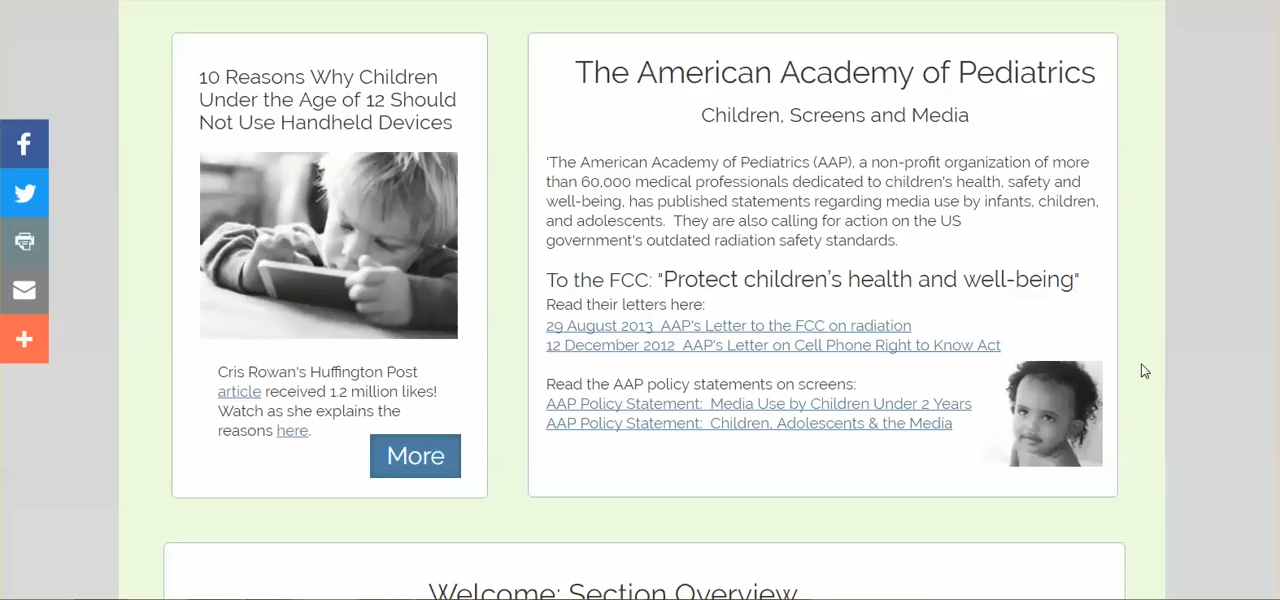 10 Reasons Why Children
Under the Age of 12 Should
Not Use Handheld Devices
Cris Rowan's Huffington Post
article received 1.2 million likes!
Watch as she explains the
reasons here.
More
The American Academy of Pediatrics
Children, Screens and Media
'The American Academy of Pediatrics (AAP), a non-profit organization of more
than 60,000 medical professionals dedicated to children's health, safety and
well-being, has published statements regarding media use by infants, children,
and adolescents.  They are also calling for action on the US
government's outdated radiation safety standards.
To the FCC: "Protect children's health and well-being"
Read their letters here:
29 August 2013  AAP's Letter to the FCC on radiation
12 December 2012  AAP's Letter on Cell Phone Right to Know Act
Read the AAP policy statements on screens:
AAP Policy Statement:  Media Use by Children Under 2 Years
AAP Policy Statement:  Children, Adolescents & the Media
Welcome: Section Overview